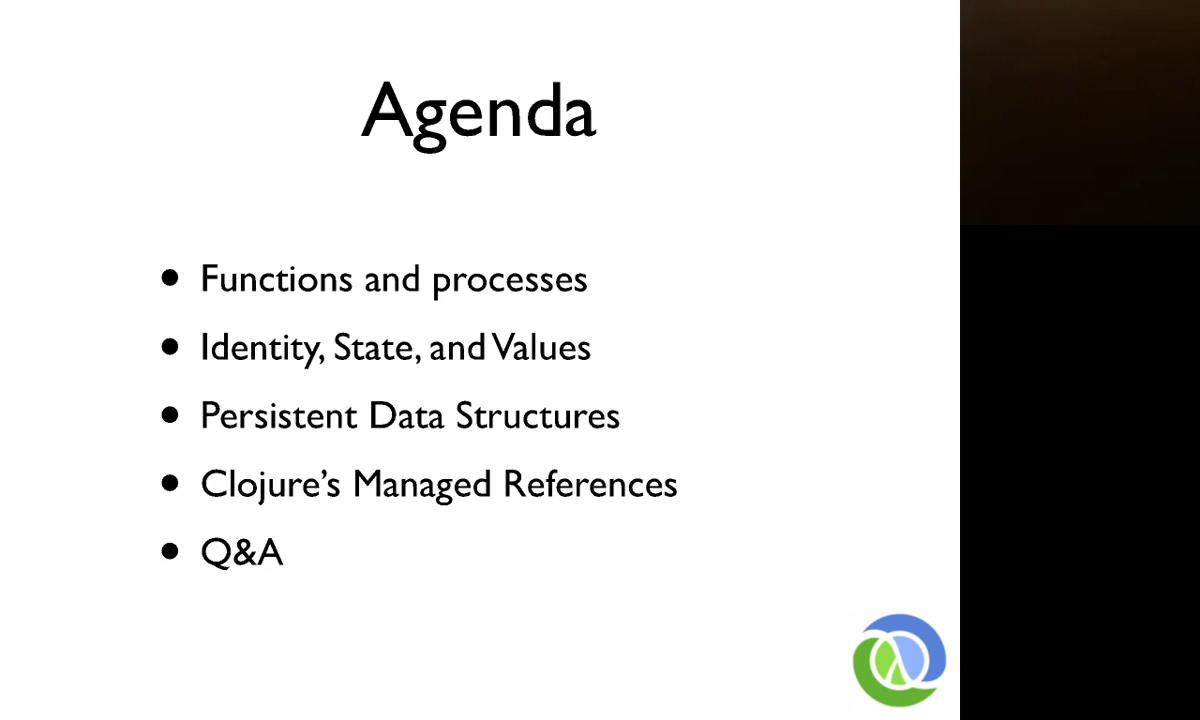 Agenda
• Functions and processes
• Identity, State, and Values
• Persistent Data Structures
• Clojure’s Managed References
• Q&A